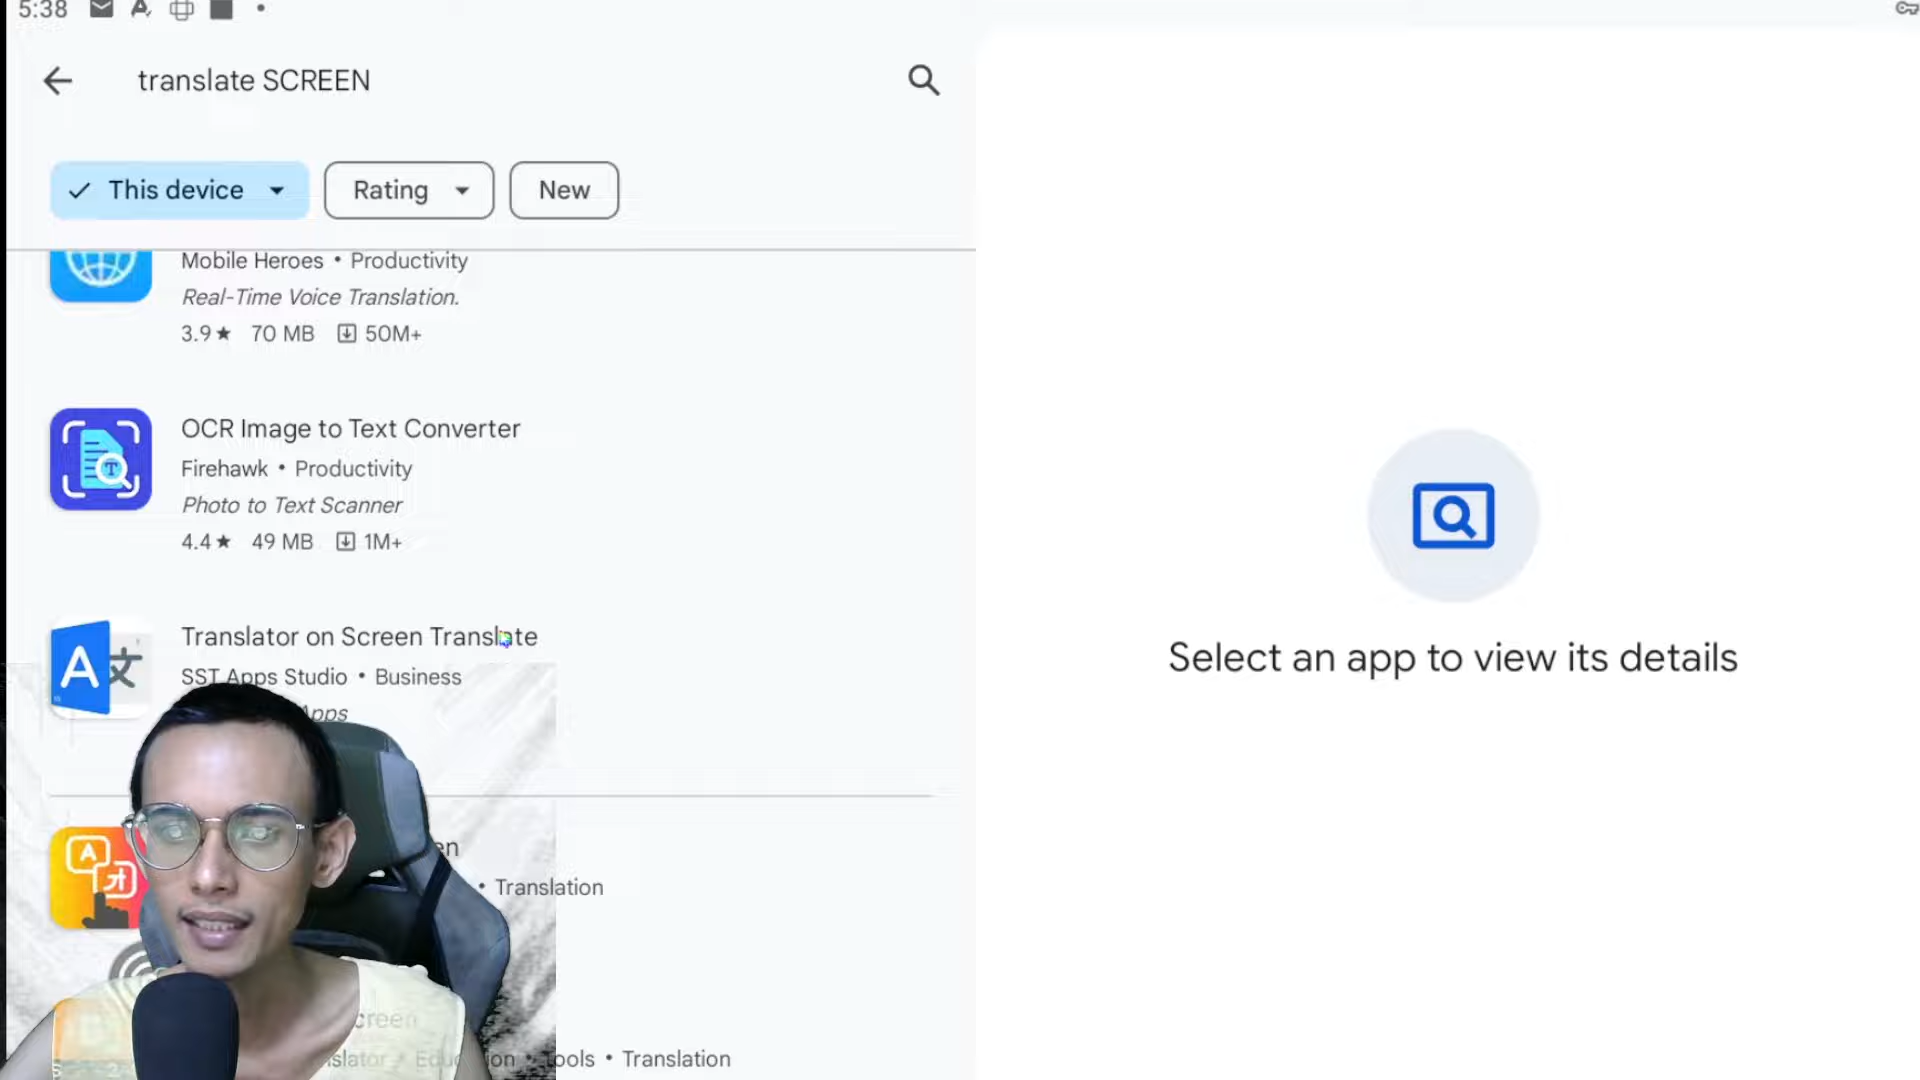 5:38
translate SCREEN
This device
Rating
New
Mobile Heroes • Productivity
Real-Time Voice Translation.
3.9★ 70 MB 50M+
OCR Image to Text Converter
Firehawk • Productivity
Photo to Text Scanner
4.4★ 49 MB 1M+
Translator on Screen Translate
SST Apps Studio • Business
Apps
• Translation
Tools • Translation
Select an app to view its details